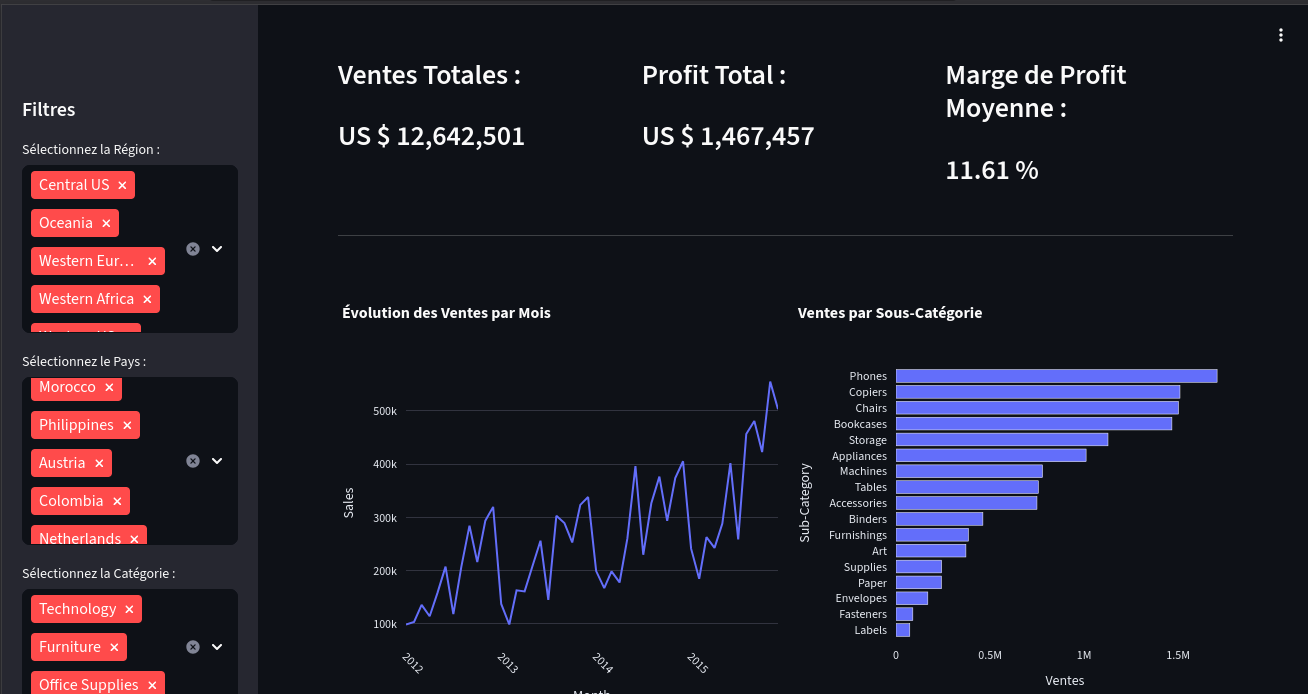 Filtres
Sélectionnez la Région :
Central US
Oceania
Western Eur...
Western Africa
Sélectionnez le Pays :
Morocco
Philippines
Austria
Colombia
Netherlands
Sélectionnez la Catégorie :
Technology
Furniture
Office Supplies
Ventes Totales :
US $ 12,642,501
Profit Total :
US $ 1,467,457
Marge de Profit
Moyenne :
11.61 %
Évolution des Ventes par Mois
Sales
500k
400k
300k
200k
100k
2012
2013
2014
2015
Month
Ventes par Sous-Catégorie
Sub-Category
Phones
Copiers
Chairs
Bookcases
Storage
Appliances
Machines
Tables
Accessories
Binders
Furnishings
Art
Supplies
Paper
Envelopes
Fasteners
Labels
0
0.5M
1M
1.5M
Ventes